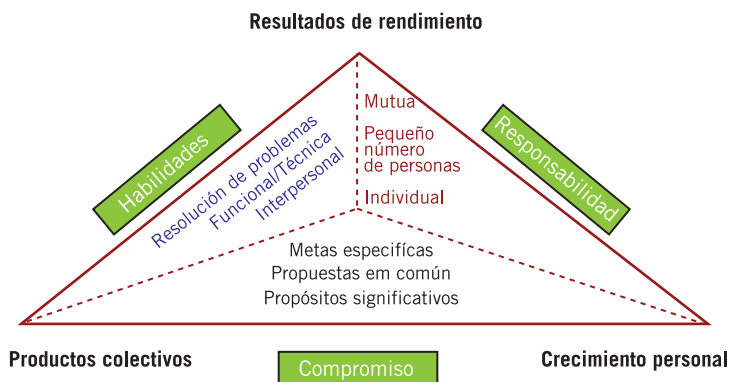 Resultados de rendimiento
Habilidades
Resolución de problemas
Funcional/Técnica
Interpersonal
Mutua
Pequeño
número
de personas
Individual
Responsabilidad
Metas especifícas
Propuestas em común
Propósitos significativos
Productos colectivos
Compromiso
Crecimiento personal